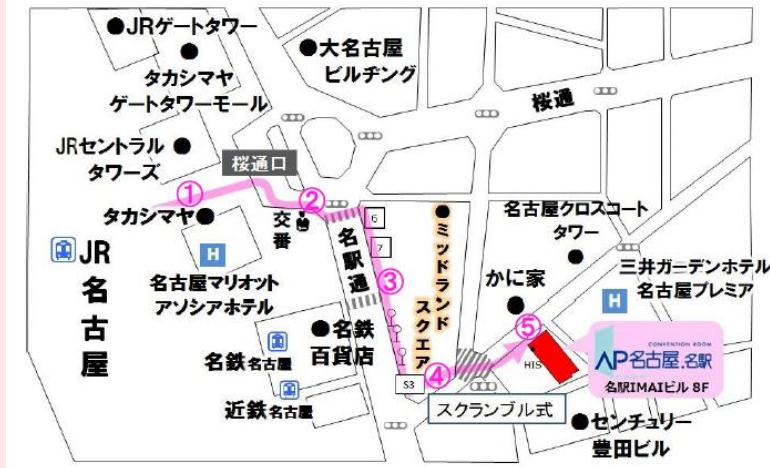 JRゲートタワー
タカシマヤ
ゲートタワーモール
大名古屋
ビルヂング
桜通
JRセントラル
タワーズ
桜通口
①
②
タカシマヤ
交番
名駅通
6
7
ミッドランド
スクエア
名古屋クロスコート
タワー
JR名古屋
H
名古屋マリオット
アソシアホテル
③
かに家
三井ガーデンホテル
名古屋プレミア
H
名鉄
百貨店
名鉄名古屋
近鉄名古屋
S3
④
⑤
HIS
スクランブル式
CONVENTION ROOM
AP名古屋.名駅
名駅IMAIビル 8F
センチュリー
豊田ビル